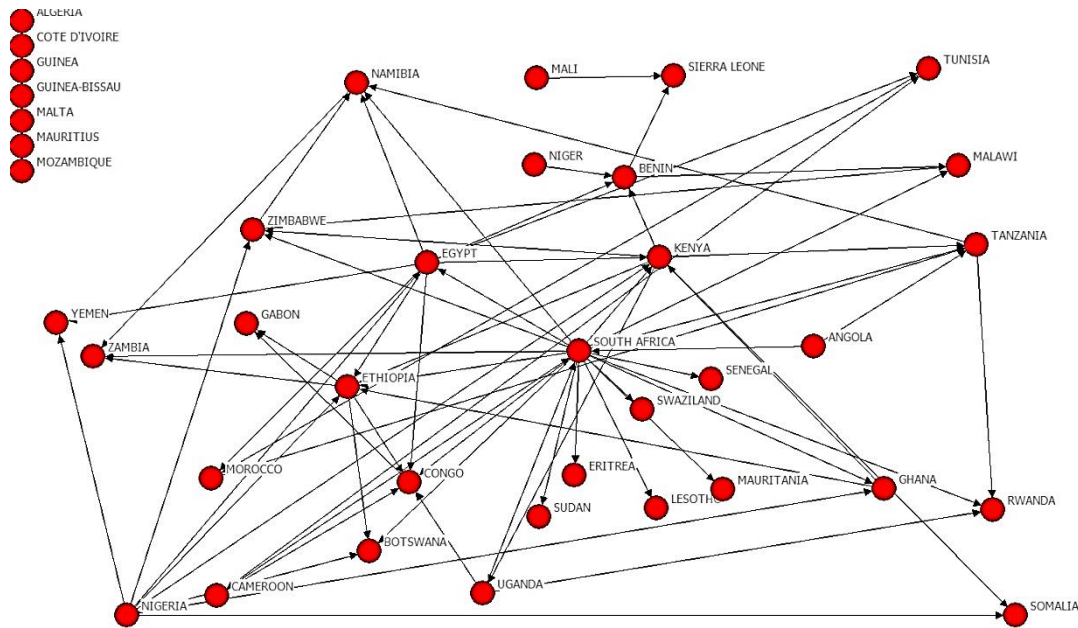 ALGERIA
COTE D'IVOIRE
GUINEA
GUINEA-BISSAU
MALTA
MAURITIUS
MOZAMBIQUE
NAMIBIA
MALI
SIERRA LEONE
TUNISIA
NIGER
BENIN
MALAWI
ZIMBABWE
EGYPT
KENYA
TANZANIA
YEMEN
GABON
ZAMBIA
SOUTH AFRICA
ANGOLA
ETHIOPIA
SENEGAL
SWAZILAND
MOROCCO
CONGO
ERITREA
MAURITANIA
LESOTHO
GHANA
SUDAN
RWANDA
BOTSWANA
CAMEROON
UGANDA
NIGERIA
SOMALIA